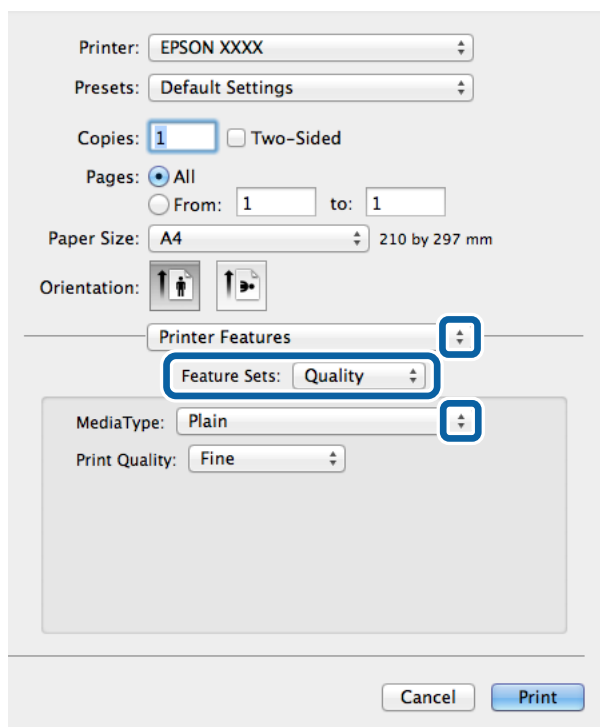 Printer: EPSON XXXX
Presets: Default Settings
Copies: 1 Two-Sided
Pages: All
From: 1 to: 1
Paper Size: A4 210 by 297 mm
Orientation:
Printer Features
Feature Sets: Quality
MediaType: Plain
Print Quality: Fine
Cancel Print